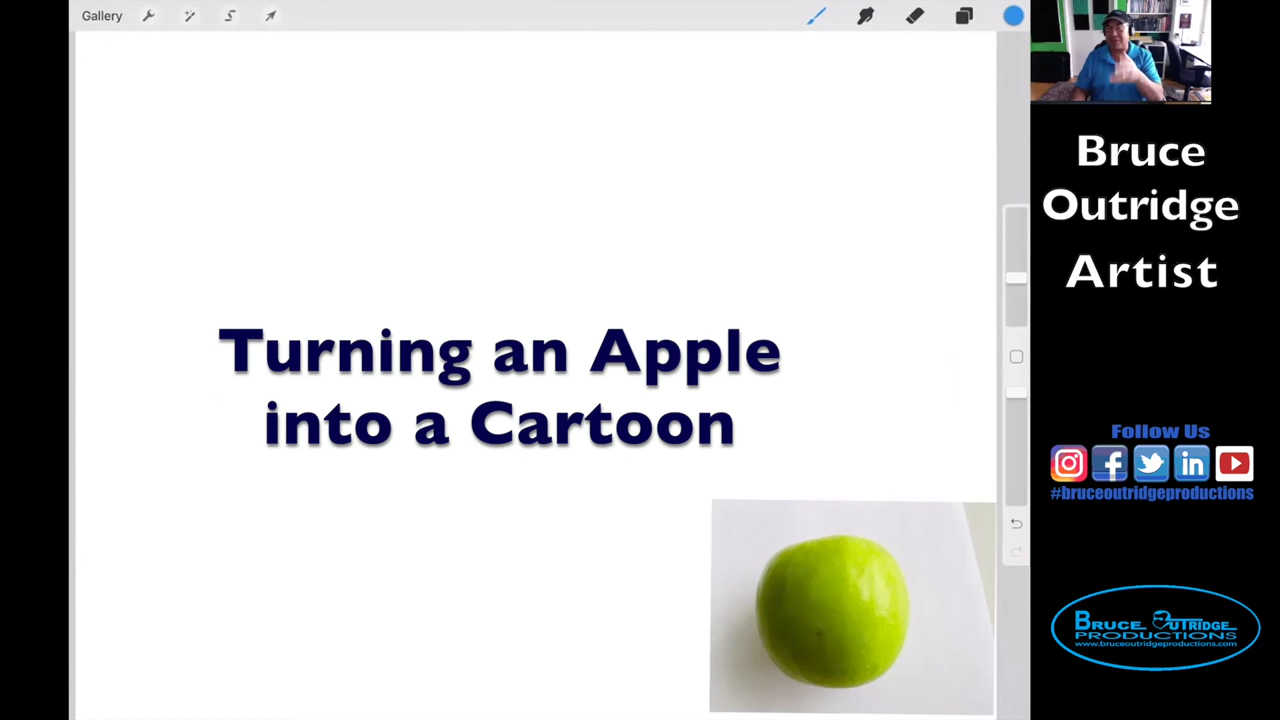 Gallery
Turning an Apple
into a Cartoon
Bruce
Outridge
Artist
Follow Us
#bruceoutridgeproductions
BRUCE OUTRIDGE
PRODUCTIONS
www.bruceoutridgeproductions.com